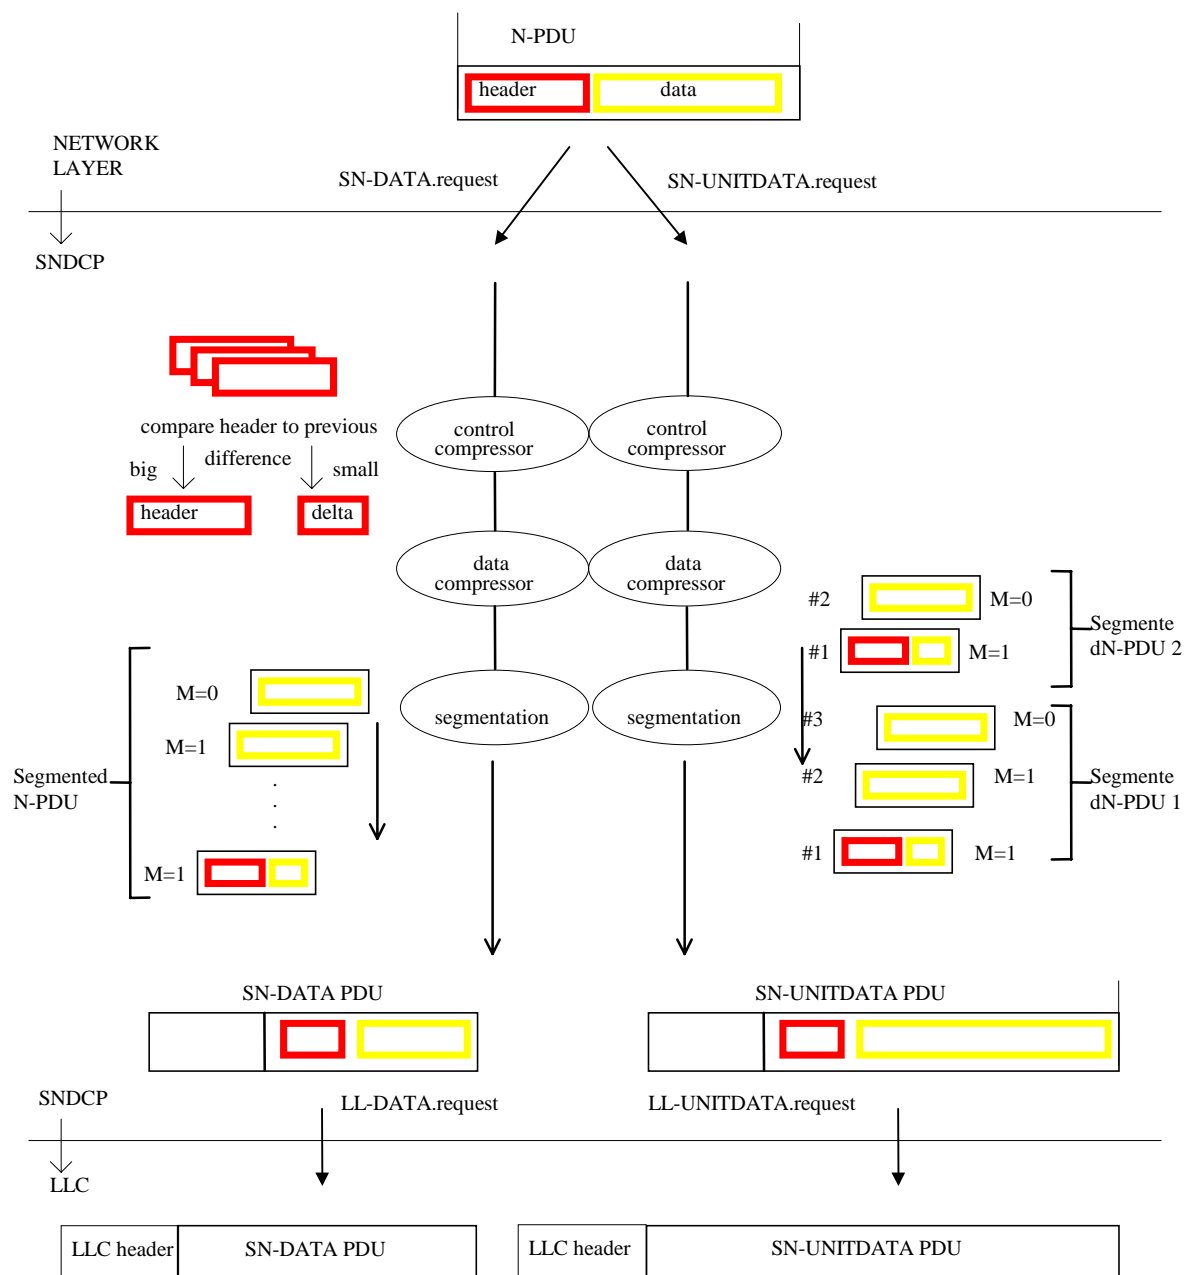 N-PDU
header data
NETWORK
LAYER
SN-DATA.request
SN-UNITDATA.request
SNDCP
compare header to previous
difference
big
small
header
delta
control
compressor
control
compressor
data
compressor
data
compressor
segmentation
segmentation
M=0
M=1
.
.
.
M=1
Segmented
N-PDU
#2 M=0
#1 M=1
Segmente
dN-PDU 2
#3 M=0
#2 M=1
#1 M=1
Segmente
dN-PDU 1
SN-DATA PDU
SN-UNITDATA PDU
SNDCP
LL-DATA.request
LL-UNITDATA.request
LLC
LLC header SN-DATA PDU
LLC header SN-UNITDATA PDU